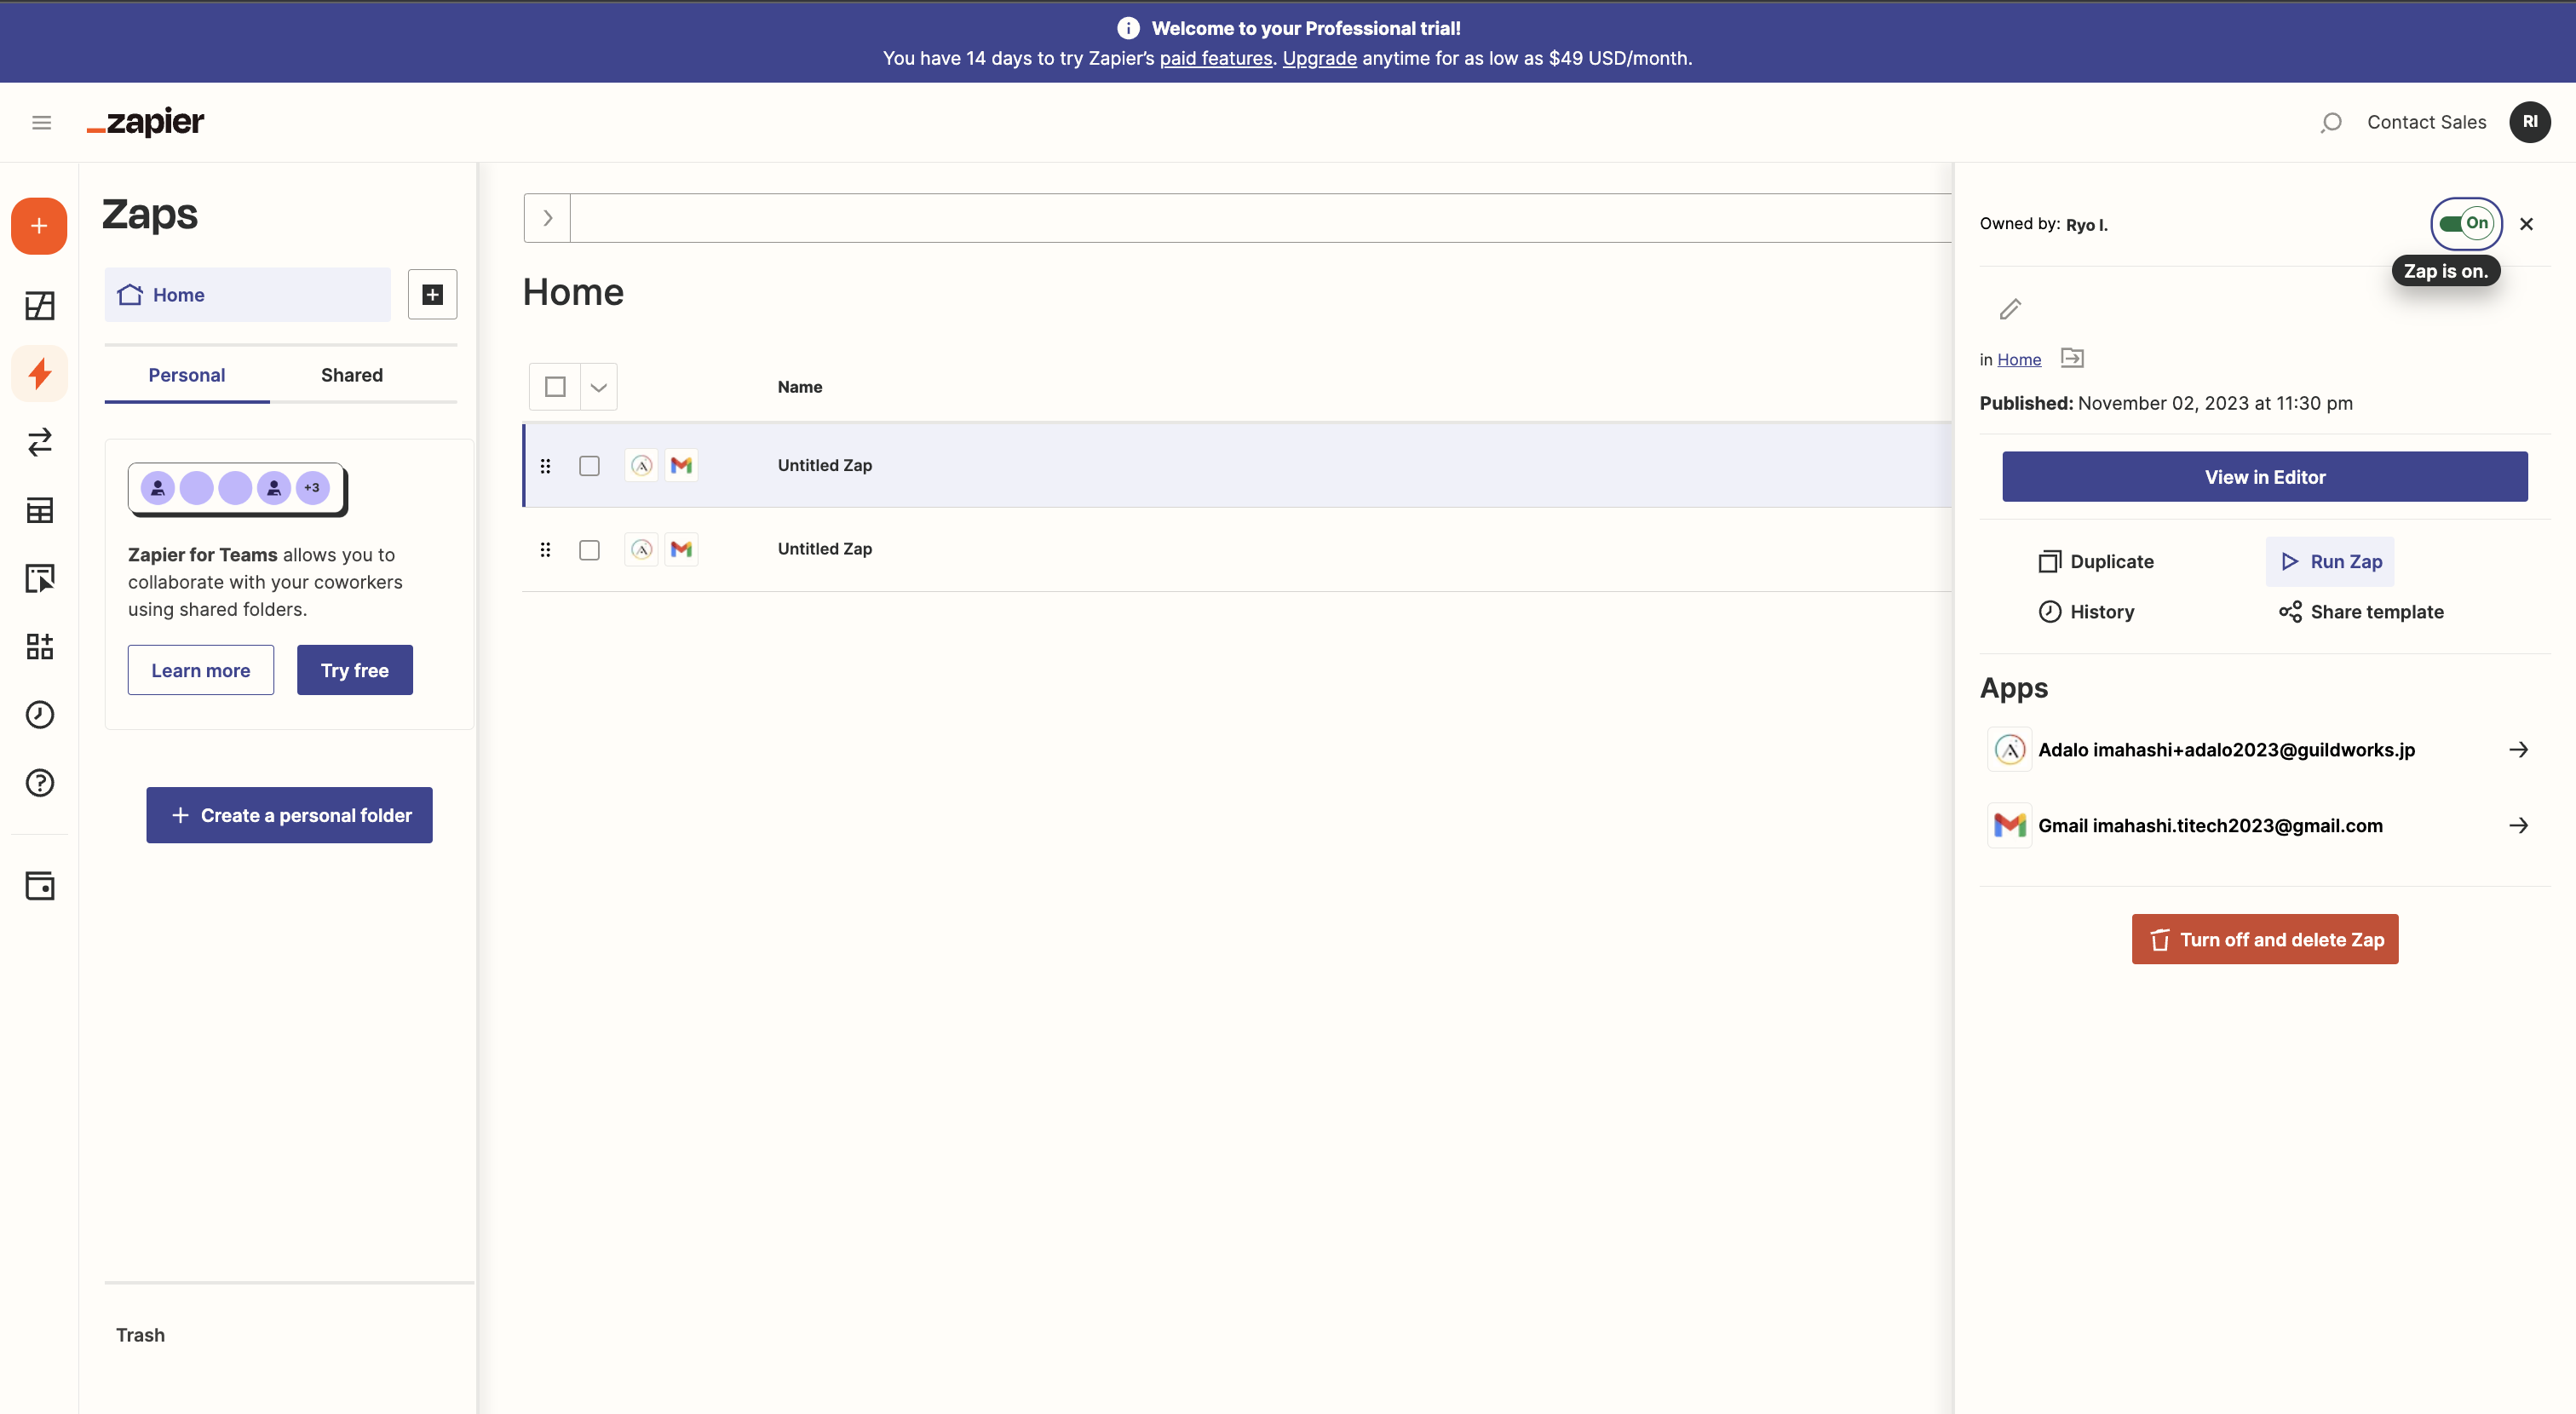 Welcome to your Professional trial!
You have 14 days to try Zapier’s paid features. Upgrade anytime for as low as $49 USD/month.
zapier
Contact Sales
RI
Zaps
Home
Personal
Shared
+3
Zapier for Teams allows you to
collaborate with your coworkers
using shared folders.
Learn more
Try free
Create a personal folder
Trash
Home
Name
Untitled Zap
Untitled Zap
Owned by: Ryo I.
On
Zap is on.
in Home
Published: November 02, 2023 at 11:30 pm
View in Editor
Duplicate
Run Zap
History
Share template
Apps
Adalo imahashi+adalo2023@guildworks.jp
Gmail imahashi.titech2023@gmail.com
Turn off and delete Zap